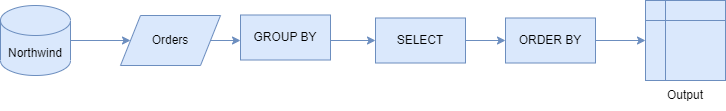 Northwind
Orders
GROUP BY
SELECT
ORDER BY
Output